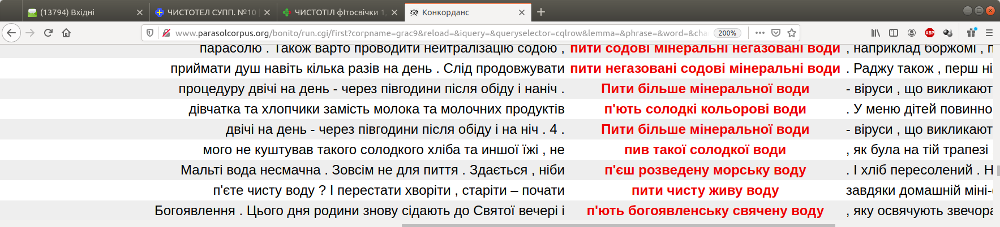 (13794) Вхідні
ЧИСТОТЕЛ СУПП. №10
ЧИСТОТІЛ фІтосвічки 1,
Конкорданс
www.parasolcorpus.org/bonito/run.cgi/first?corpname=grac9&reload=&iquery=&queryselector=cqlrow&lemma=&phrase=&word=&cha
200%
ABP
парасолю . Також варто проводити нейтралізацію содою , пити содові мінеральні негазовані води , наприклад боржомі , п
приймати душ навіть кілька разів на день . Слід продовжувати пити негазовані содові мінеральні води . Раджу також , перш ніж
процедуру двічі на день - через півгодини після обіду і наніч . Пити більше мінеральної води - віруси , що викликают
дівчатка та хлопчики замість молока та молочних продуктів п'ють солодкі кольорові води . У меню дітей повинно
двічі на день - через півгодини після обіду і на ніч . 4 . Пити більше мінеральної води - віруси , що викликают
мого не куштував такого солодкого хліба та иншої їжі , не пив такої солодкої води , як була на тій трапезі
Мальті вода несмачна . Зовсім не для пиття . Здається , ніби п'єш розведену морську воду . І хліб пересолений . Н
п'єте чисту воду ? І перестати хворіти , старіти – почати пити чисту живу воду завдяки домашній міні-
Богоявлення . Цього дня родини знову сідають до Святої вечері і п'ють богоявленську свячену воду , яку освячують звечора